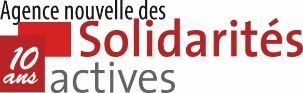 Agence nouvelle des
Solidarités
10
ans
actives